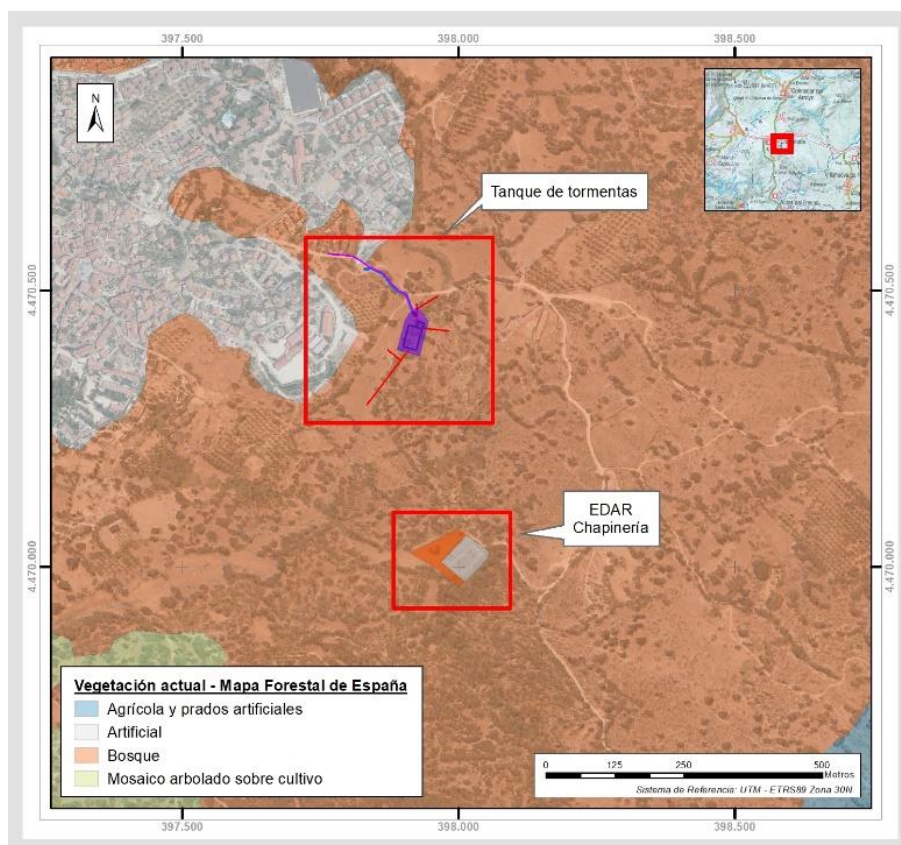 397.500
398.000
398.500
N
Tanque de tormentas
4.470.500
4.470.500
EDAR
Chapinería
4.470.000
4.470.000
Vegetación actual - Mapa Forestal de España
Agrícola y prados artificiales
Artificial
Bosque
Mosaico arbolado sobre cultivo
0
125
250
500
Metros
Sistema de Referencia: UTM - ETRS89 Zona 30N
397.500
398.000
398.500